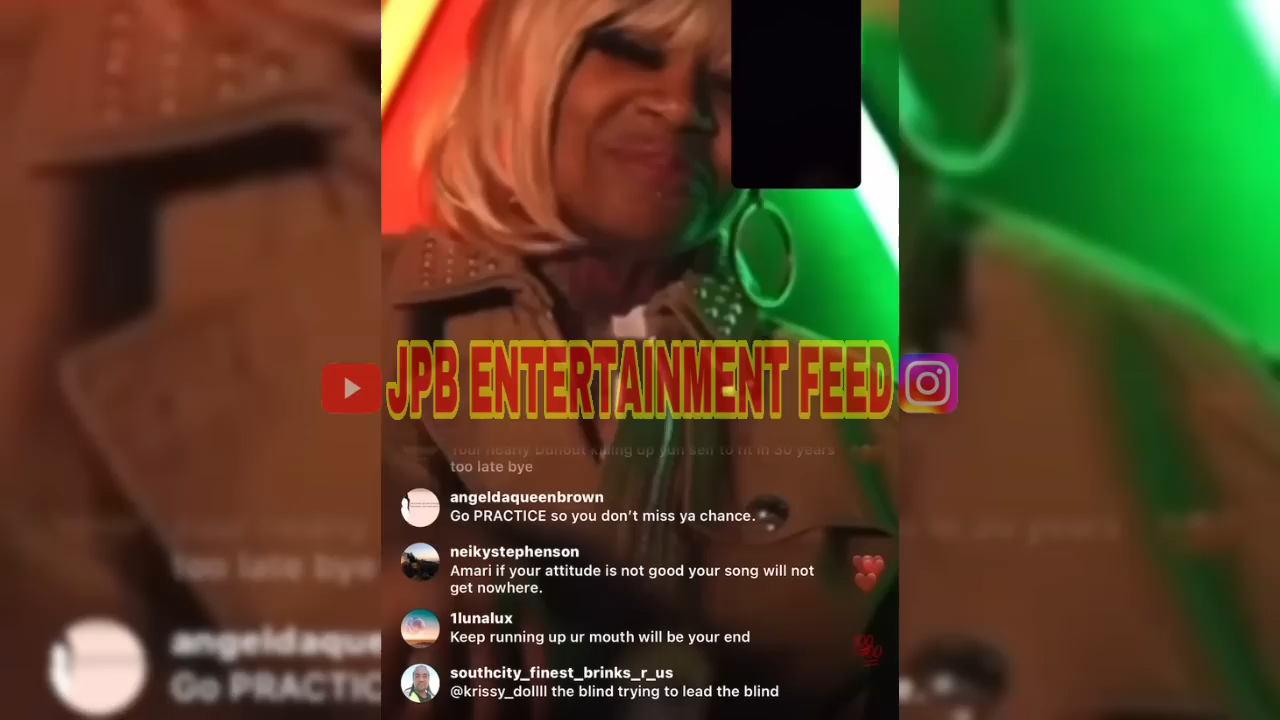 JPB ENTERTAINMENT FEED
too late bye
angeldaqueenbrown
Go PRACTICE so you don’t miss ya chance.
neikystephenson
Amari if your attitude is not good your song will not
get nowhere.
1lunalux
Keep running up ur mouth will be your end
southcity_finest_brinks_r_us
@krissy_dollll the blind trying to lead the blind